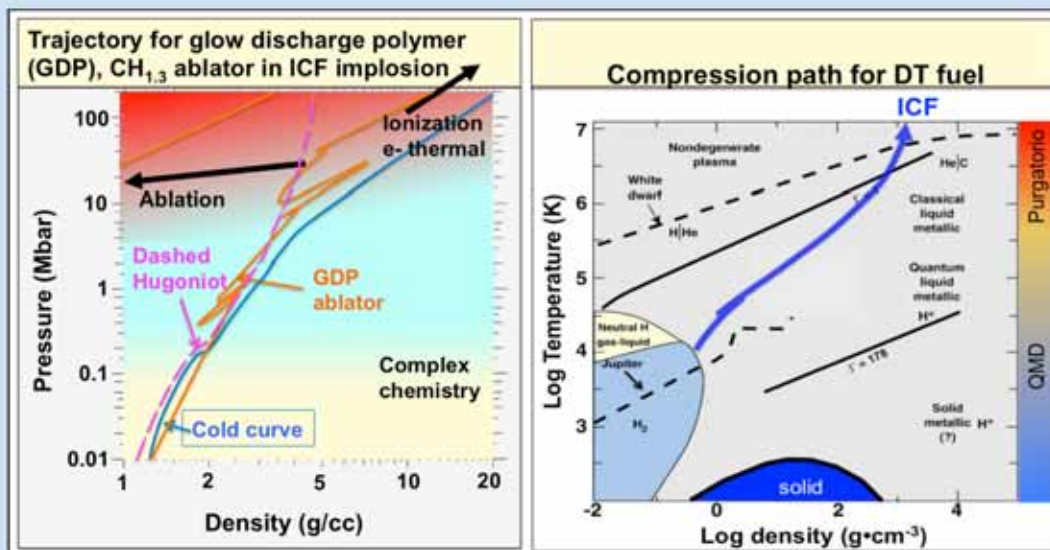 Trajectory for glow discharge polymer
(GDP), CH1.3 ablator in ICF implosion
100
10
1
0.1
0.01
Pressure (Mbar)
Ionization
e- thermal
Ablation
Dashed
Hugoniot
GDP
ablator
Complex
chemistry
Cold curve
1
2
5
10
20
Density (g/cc)
Compression path for DT fuel
ICF
7
6
5
4
3
Log Temperature (K)
Nondegenerate
plasma
White
dwarf
H|He
He|C
Classical
liquid
metallic
Quantum
liquid
metallic
H+
Neutral H
gas-liquid
Jupiter
H2
Γ = 178
Solid
metallic
(?)
H+
solid
-2
0
2
4
Log density (g•cm-3)
Purgatorio
QMD